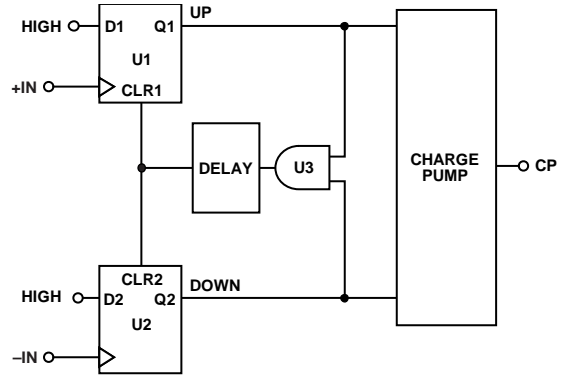 UP
HIGH D1 Q1
U1
+IN
CLR1
DELAY U3 CHARGE
PUMP CP
CLR2
DOWN
HIGH D2 Q2
U2
–IN